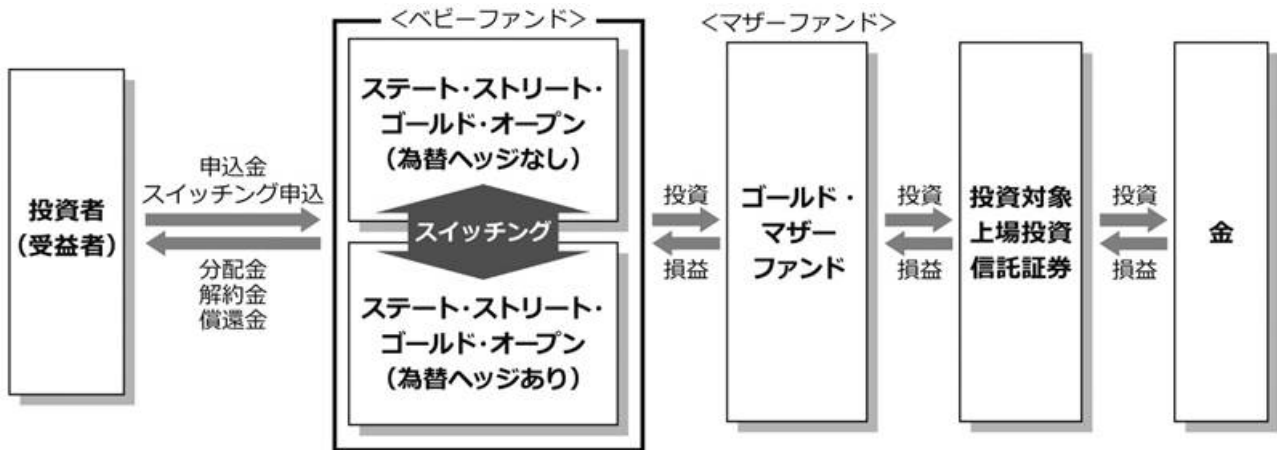 ＜ベビーファンド＞
＜マザーファンド＞
投資者
（受益者）
申込金
スイッチング申込
分配金
解約金
償還金
ステート・ストリート・
ゴールド・オープン
（為替ヘッジなし）
スイッチング
ステート・ストリート・
ゴールド・オープン
（為替ヘッジあり）
投資
損益
ゴールド・
マザー
ファンド
投資
損益
投資対象
上場投資
信託証券
投資
損益
金